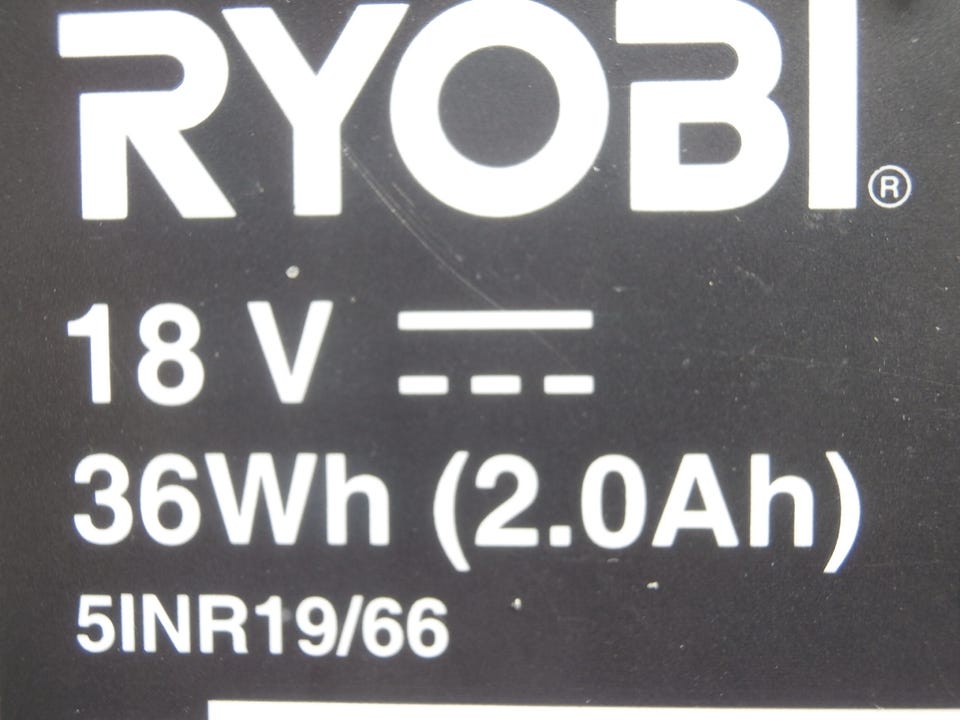 RYOBI®
18 V ⎓
36Wh (2.0Ah)
5INR19/66